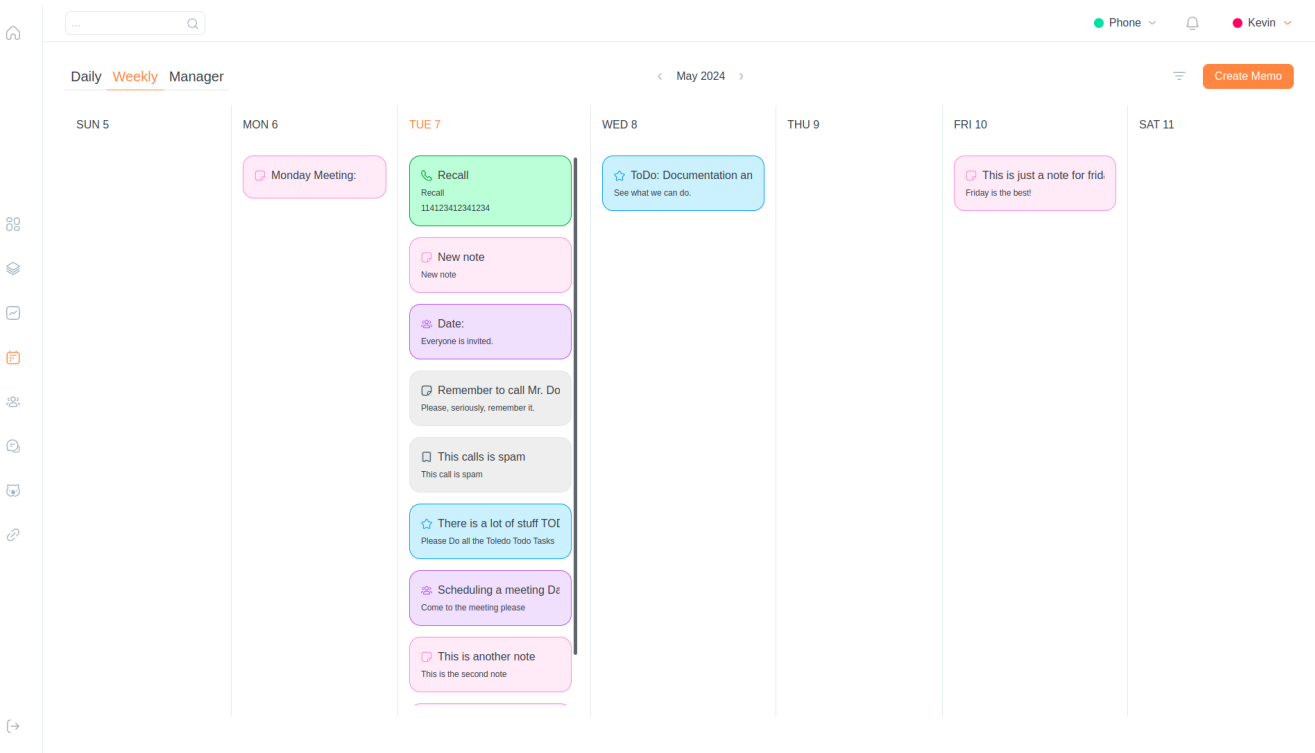 ...
Phone
Kevin
Daily Weekly Manager
May 2024
Create Memo
SUN 5
MON 6
Monday Meeting:
TUE 7
Recall
Recall
114123412341234
New note
New note
Date:
Everyone is invited.
Remember to call Mr. Do
Please, seriously, remember it.
This calls is spam
This call is spam
There is a lot of stuff TOD
Please Do all the Toledo Todo Tasks
Scheduling a meeting Da
Come to the meeting please
This is another note
This is the second note
WED 8
ToDo: Documentation an
See what we can do.
THU 9
FRI 10
This is just a note for frida
Friday is the best!
SAT 11